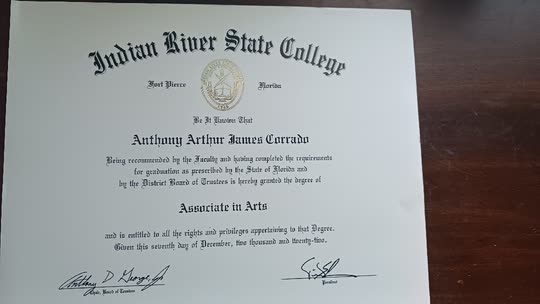 Indian River State College
Fort Pierce Florida
Be It Known That
Anthony Arthur James Corrado
Being recommended by the Faculty and having completed the requirements
for graduation as prescribed by the State of Florida and
by the District Board of Trustees is hereby granted the degree of
Associate in Arts
and is entitled to all the rights and privileges appertaining to that Degree.
Given this seventh day of December, two thousand and twenty-two.
Chair, Board of Trustees President